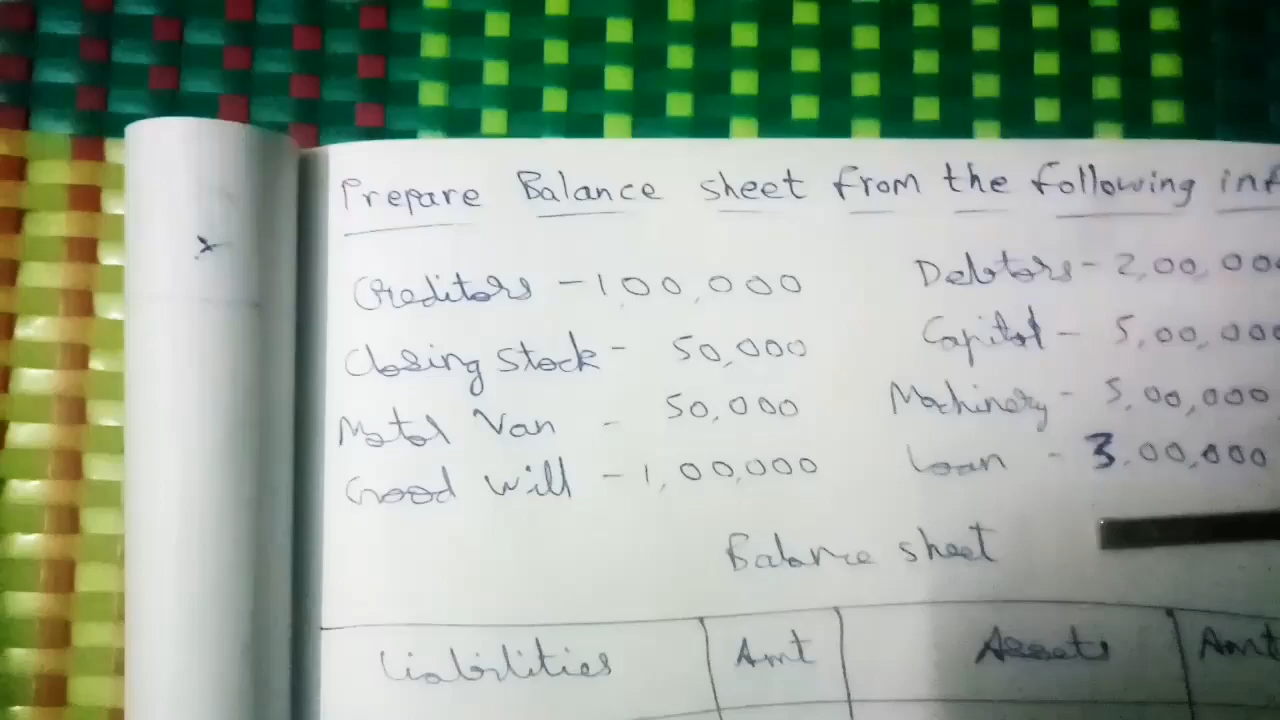 Prepare Balance sheet from the following inf
Creditors - 1,00,000 Debtors - 2,00,000
Closing stock - 50,000 Capital - 5,00,000
Motor Van - 50,000 Machinery - 5,00,000
Good will - 1,00,000 Loan - 3,00,000
Balance sheet
Liabilities Amt Assets Amt